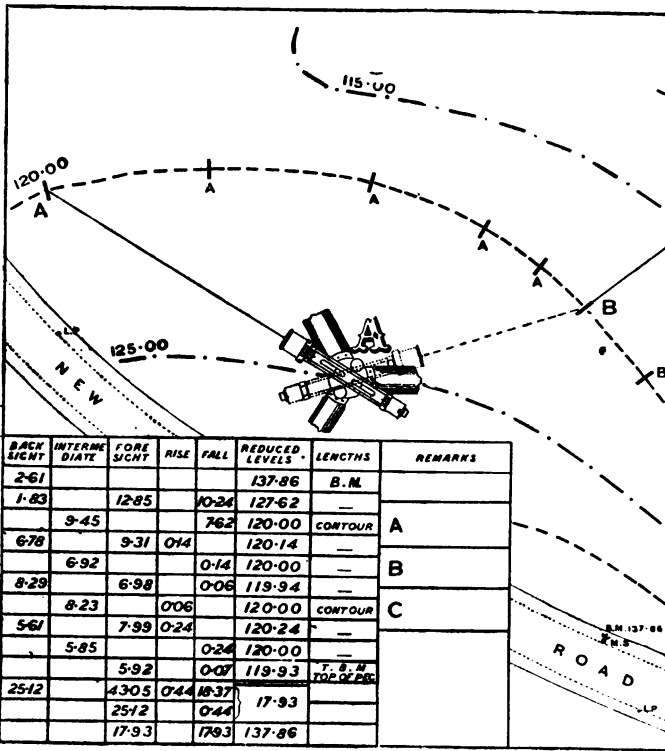 115.00
120.00
A
A
A
A
A
B
B
125.00
L.P
NEW
A
BACK SIGHT INTERME DIATE FORE SIGHT RISE FALL REDUCED LEVELS. LENGTHS REMARKS
2.61 137.86 B.M.
1.83 12.85 10.24 127.62 —
9.45 7.62 120.00 CONTOUR A
6.78 9.31 0.14 120.14 —
6.92 0.14 120.00 — B
8.29 6.98 0.06 119.94 —
8.23 0.06 120.00 CONTOUR C
5.61 7.99 0.24 120.24 —
5.85 0.24 120.00 —
5.92 0.07 119.93 T.B.M TOP OF PEG
25.12 43.05 0.44 18.37 17.93
25.12 0.44
17.93 17.93 137.86
B.M. 137.86
M.S
ROAD
L.P